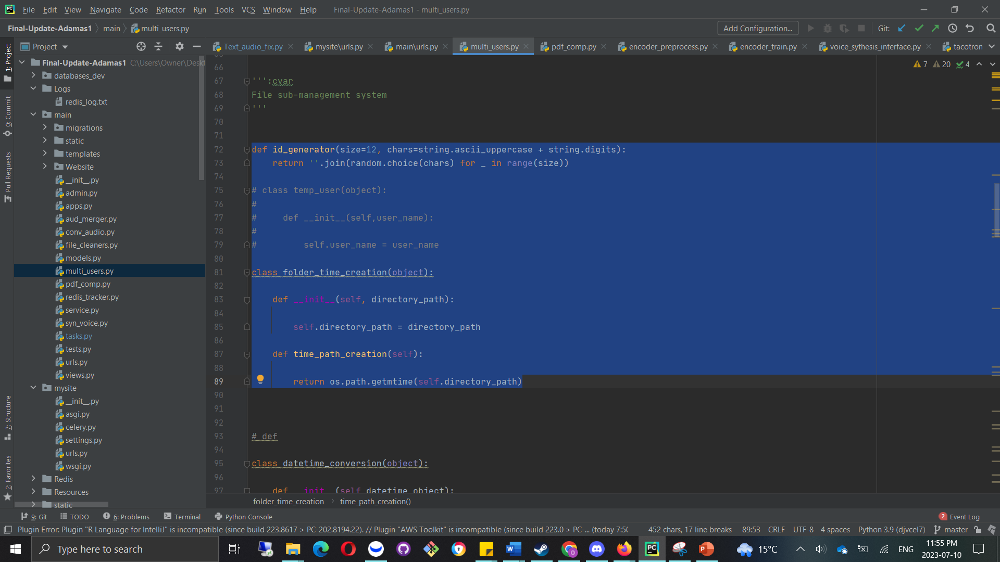 File Edit View Navigate Code Refactor Run Tools VCS Window Help Final-Update-Adamas1 - multi_users.py
Final-Update-Adamas1 main multi_users.py Add Configuration... Git:
Project Text_audio_fix.py mysite\urls.py main\urls.py multi_users.py pdf_comp.py encoder_preprocess.py encoder_train.py voice_sythesis_interface.py tacotron
1: Project
0: Commit
Pull Requests
7: Structure
2: Favorites
Final-Update-Adamas1 C:\Users\Owner\Deskt
databases_dev
Logs
redis_log.txt
main
migrations
static
templates
Website
__init__.py
admin.py
apps.py
aud_merger.py
conv_audio.py
file_cleaners.py
models.py
multi_users.py
pdf_comp.py
redis_tracker.py
service.py
syn_voice.py
tasks.py
tests.py
urls.py
views.py
mysite
__init__.py
asgi.py
celery.py
settings.py
urls.py
wsgi.py
Redis
Resources
static
7 20 4
66
67 ''':cvar
68 File sub-management system
69 '''
70
71
72 def id_generator(size=12, chars=string.ascii_uppercase + string.digits):
73 return ''.join(random.choice(chars) for _ in range(size))
74
75 # class temp_user(object):
76 #
77 # def __init__(self,user_name):
78 #
79 # self.user_name = user_name
80
81 class folder_time_creation(object):
82
83 def __init__(self, directory_path):
84
85 self.directory_path = directory_path
86
87 def time_path_creation(self):
88
89 return os.path.getmtime(self.directory_path)
90
91
92
93 # def
94
95 class datetime_conversion(object):
96
97 def __init__(self,datetime_object):
folder_time_creation time_path_creation()
9: Git TODO 6: Problems Terminal Python Console 2 Event Log
Plugin Error: Plugin "R Language for IntelliJ" is incompatible (since build 223.8617 > PC-202.8194.22). // Plugin "AWS Toolkit" is incompatible (since build 223.0 > PC-... (today 7:50 452 chars, 17 line breaks 89:53 CRLF UTF-8 4 spaces Python 3.9 (djvcel7) master
Type here to search 15°C ENG 11:55 PM
2023-07-10